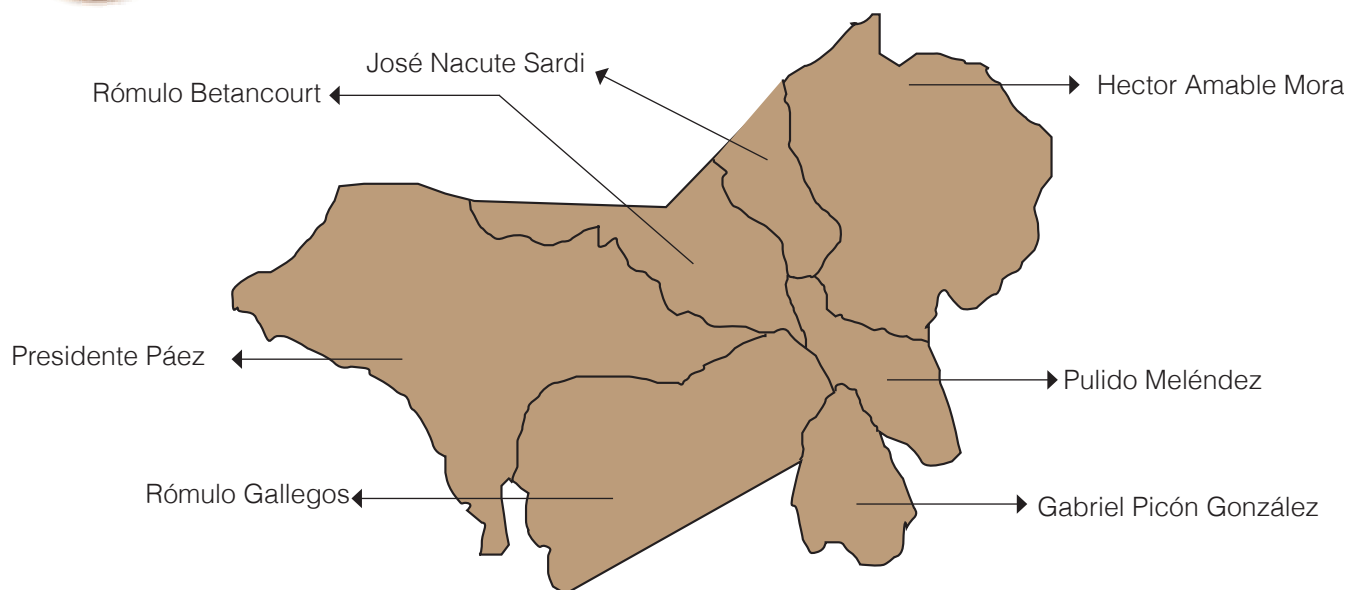 José Nacute Sardi
Rómulo Betancourt
Hector Amable Mora
Presidente Páez
Pulido Meléndez
Rómulo Gallegos
Gabriel Picón González